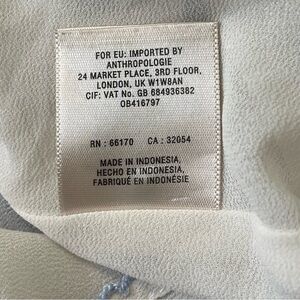 FOR EU: IMPORTED BY
ANTHROPOLOGIE
24 MARKET PLACE, 3RD FLOOR,
LONDON, UK W1W8AN
CIF: VAT No. GB 684936382
OB416797
RN : 66170 CA : 32054
MADE IN INDONESIA,
HECHO EN INDONESIA,
FABRIQUÉ EN INDONÉSIE